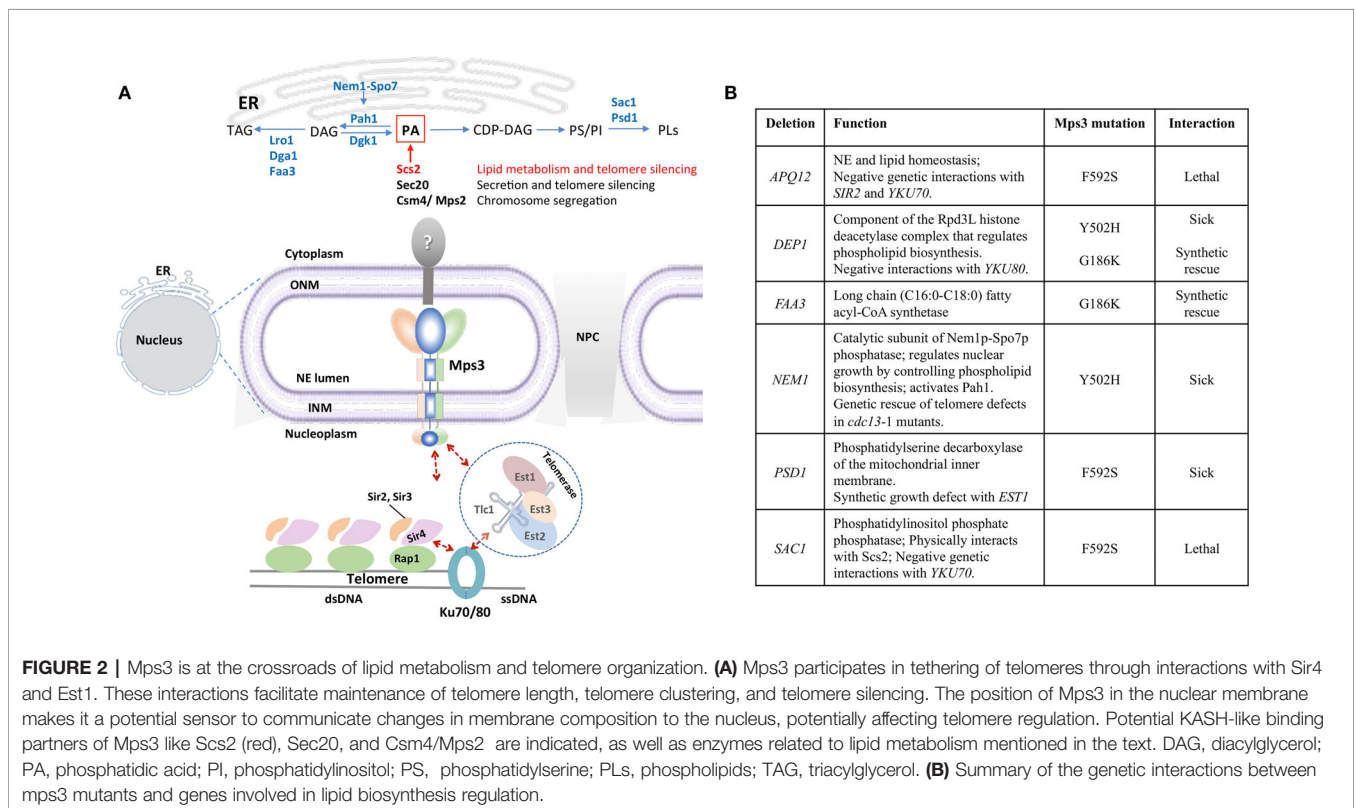 A
ER
Nem1-Spo7
TAG
DAG
Pah1
Dgk1
PA
CDP-DAG
PS/PI
Sac1
Psd1
PLs
Lro1
Dga1
Faa3
Scs2 Lipid metabolism and telomere silencing
Sec20 Secretion and telomere silencing
Csm4/ Mps2 Chromosome segregation
?
Cytoplasm
ONM
ER
Nucleus
NPC
Mps3
NE lumen
INM
Nucleoplasm
Telomerase
Est1
Tlc1
Est3
Est2
Sir2, Sir3
Sir4
Rap1
Telomere
dsDNA
ssDNA
Ku70/80
B
Deletion Function Mps3 mutation Interaction
APQ12
NE and lipid homeostasis;
Negative genetic interactions with
SIR2 and YKU70.
F592S
Lethal
DEP1
Component of the Rpd3L histone
deacetylase complex that regulates
phospholipid biosynthesis.
Negative interactions with YKU80.
Y502H
G186K
Sick
Synthetic
rescue
FAA3
Long chain (C16:0-C18:0) fatty
acyl-CoA synthetase
G186K
Synthetic
rescue
NEM1
Catalytic subunit of Nem1p-Spo7p
phosphatase; regulates nuclear
growth by controlling phospholipid
biosynthesis; activates Pah1.
Genetic rescue of telomere defects
in cdc13-1 mutants.
Y502H
Sick
PSD1
Phosphatidylserine decarboxylase
of the mitochondrial inner
membrane.
Synthetic growth defect with EST1
F592S
Sick
SAC1
Phosphatidylinositol phosphate
phosphatase; Physically interacts
with Scs2; Negative genetic
interactions with YKU70.
F592S
Lethal
FIGURE 2 | Mps3 is at the crossroads of lipid metabolism and telomere organization. (A) Mps3 participates in tethering of telomeres through interactions with Sir4
and Est1. These interactions facilitate maintenance of telomere length, telomere clustering, and telomere silencing. The position of Mps3 in the nuclear membrane
makes it a potential sensor to communicate changes in membrane composition to the nucleus, potentially affecting telomere regulation. Potential KASH-like binding
partners of Mps3 like Scs2 (red), Sec20, and Csm4/Mps2 are indicated, as well as enzymes related to lipid metabolism mentioned in the text. DAG, diacylglycerol;
PA, phosphatidic acid; PI, phosphatidylinositol; PS, phosphatidylserine; PLs, phospholipids; TAG, triacylglycerol. (B) Summary of the genetic interactions between
mps3 mutants and genes involved in lipid biosynthesis regulation.